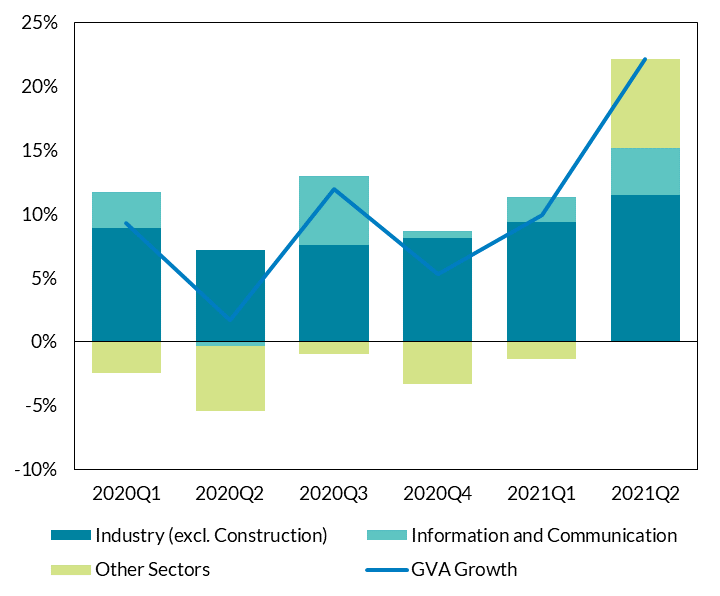 25%
20%
15%
10%
5%
0%
-5%
-10%
2020Q1 2020Q2 2020Q3 2020Q4 2021Q1 2021Q2
Industry (excl. Construction) Information and Communication
Other Sectors GVA Growth